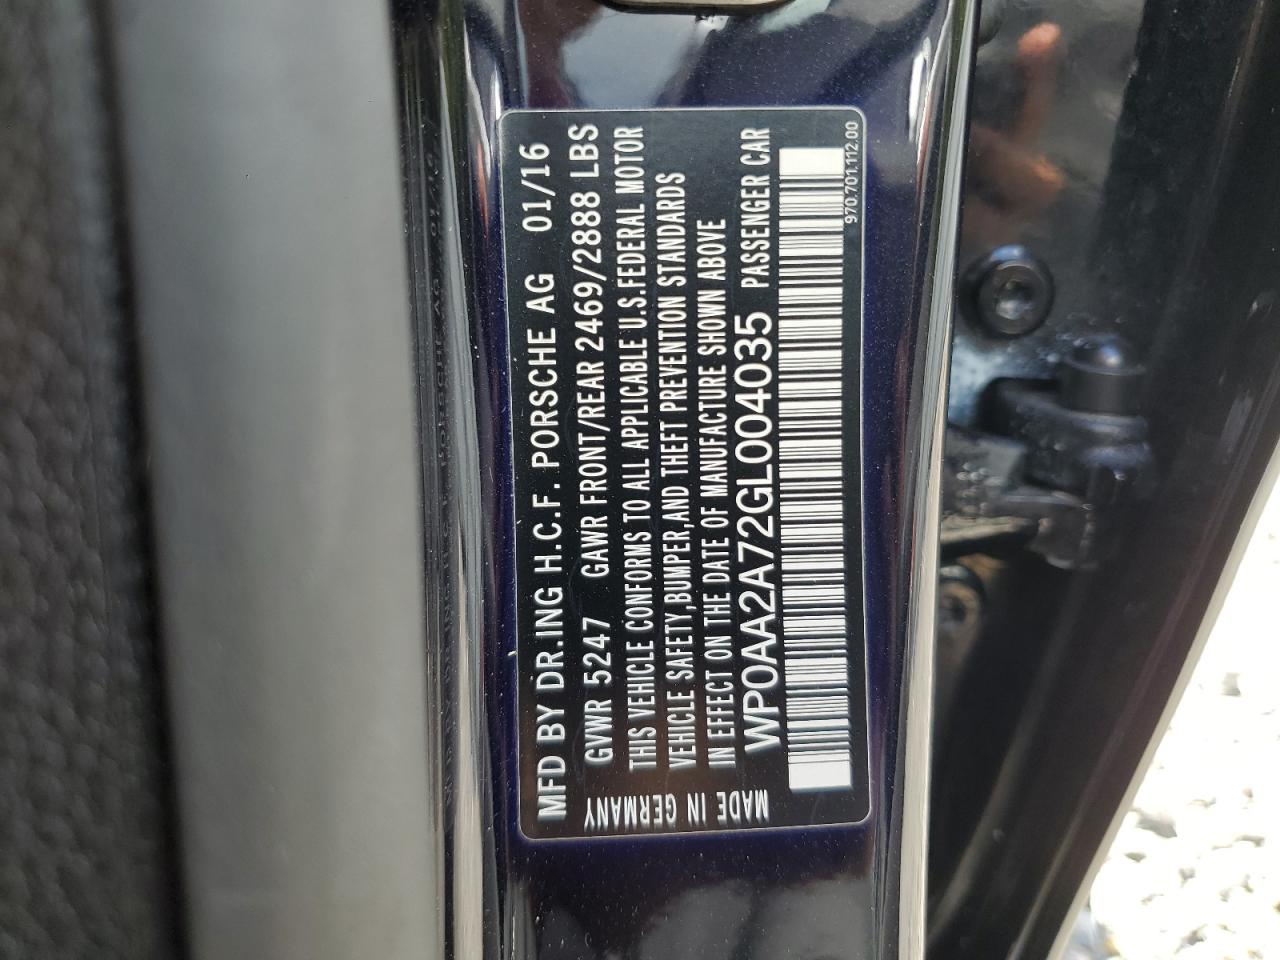 MFD BY DR.ING H.C.F. PORSCHE AG 01/16
GVWR 5247 GAWR FRONT/REAR 2469/2888 LBS
THIS VEHICLE CONFORMS TO ALL APPLICABLE U.S.FEDERAL MOTOR
VEHICLE SAFETY,BUMPER,AND THEFT PREVENTION STANDARDS
IN EFFECT ON THE DATE OF MANUFACTURE SHOWN ABOVE
WP0AA2A72GL004035 PASSENGER CAR
MADE IN GERMANY
970.701.112.00